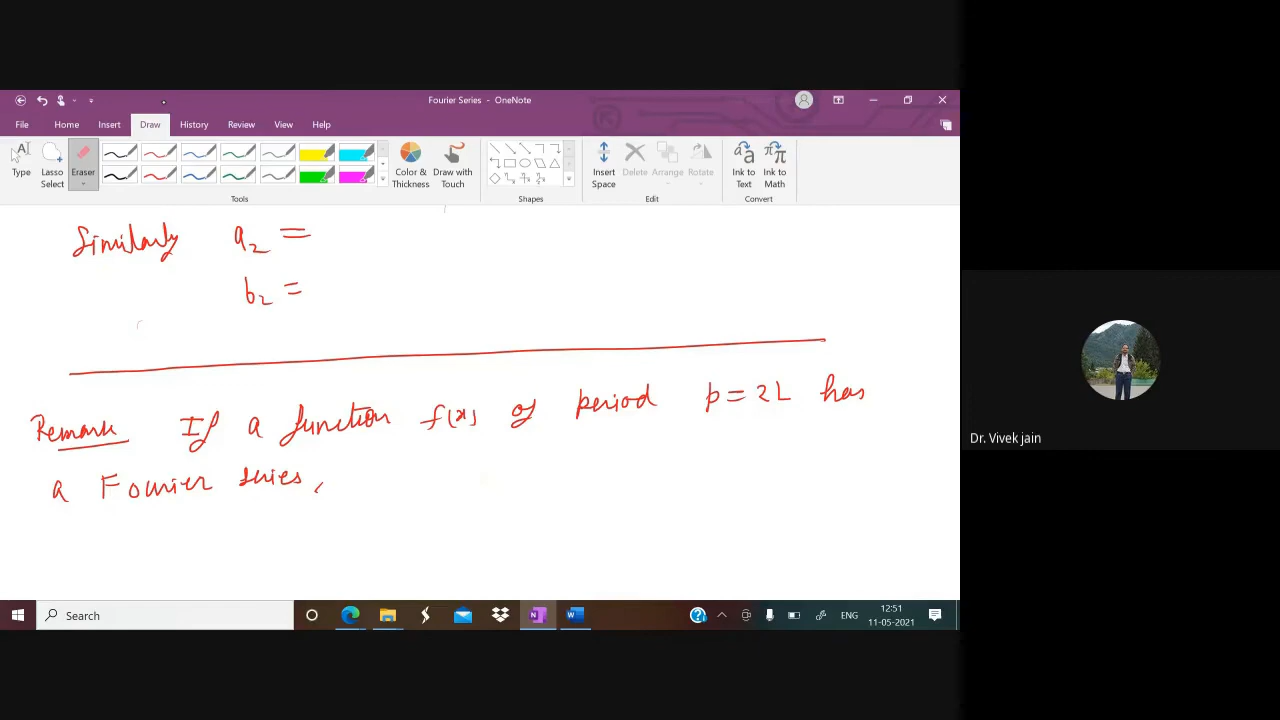 Fourier Series - OneNote
File Home Insert Draw History Review View Help
Type
Lasso Select
Eraser
Color & Thickness
Draw with Touch
Insert Space
Delete
Arrange
Rotate
Ink to Text
Ink to Math
Tools
Shapes
Edit
Convert
Similarly a₂ =
b₂ =
Remark If a function f(x) of period p = 2L has
a Fourier series,
Dr. Vivek jain
Search
ENG
12:51
11-05-2021